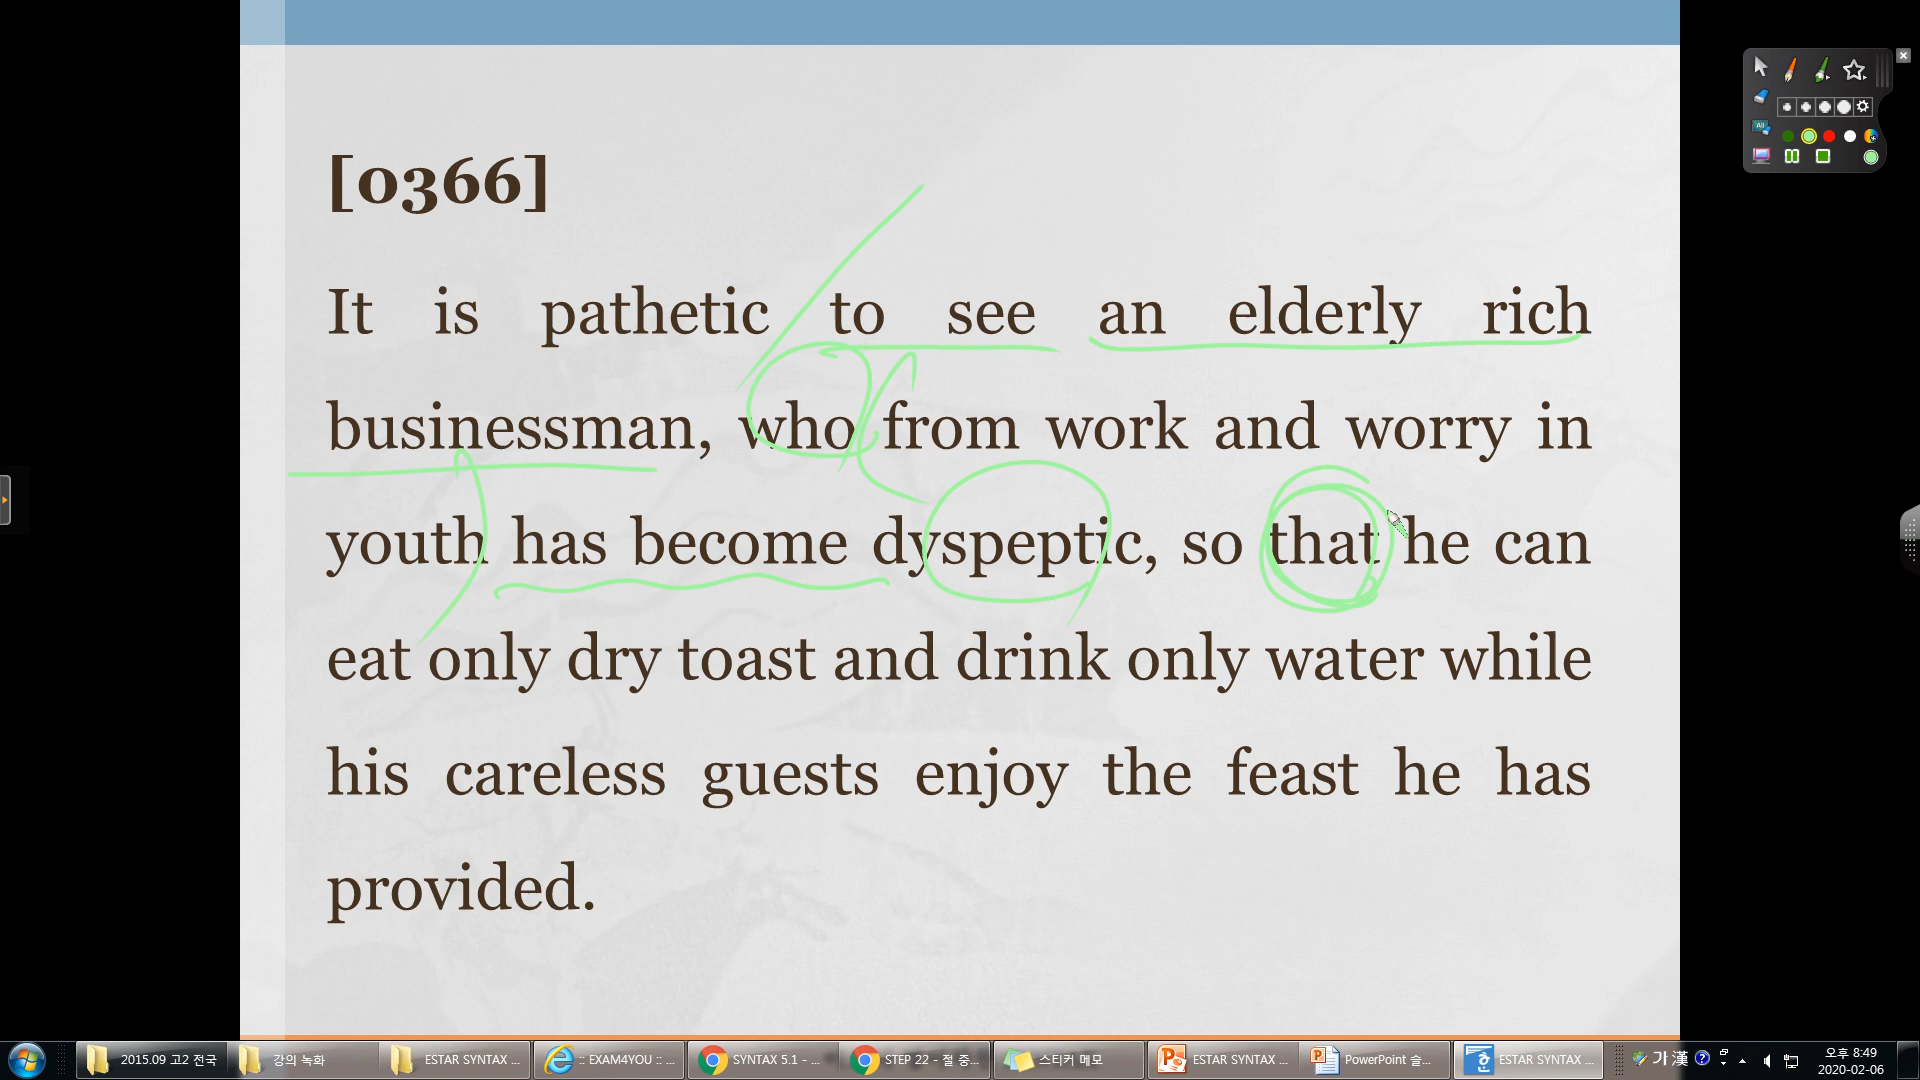 [0366]
It is pathetic to see an elderly rich
businessman, who from work and worry in
youth has become dyspeptic, so that he can
eat only dry toast and drink only water while
his careless guests enjoy the feast he has
provided.
All
2015.09 고2 전국
강의 녹화
ESTAR SYNTAX ...
:: EXAM4YOU :: ...
SYNTAX 5.1 - ...
STEP 22 - 절 중...
스티커 메모
ESTAR SYNTAX ...
PowerPoint 슬...
ESTAR SYNTAX ...
가 漢
오후 8:49
2020-02-06